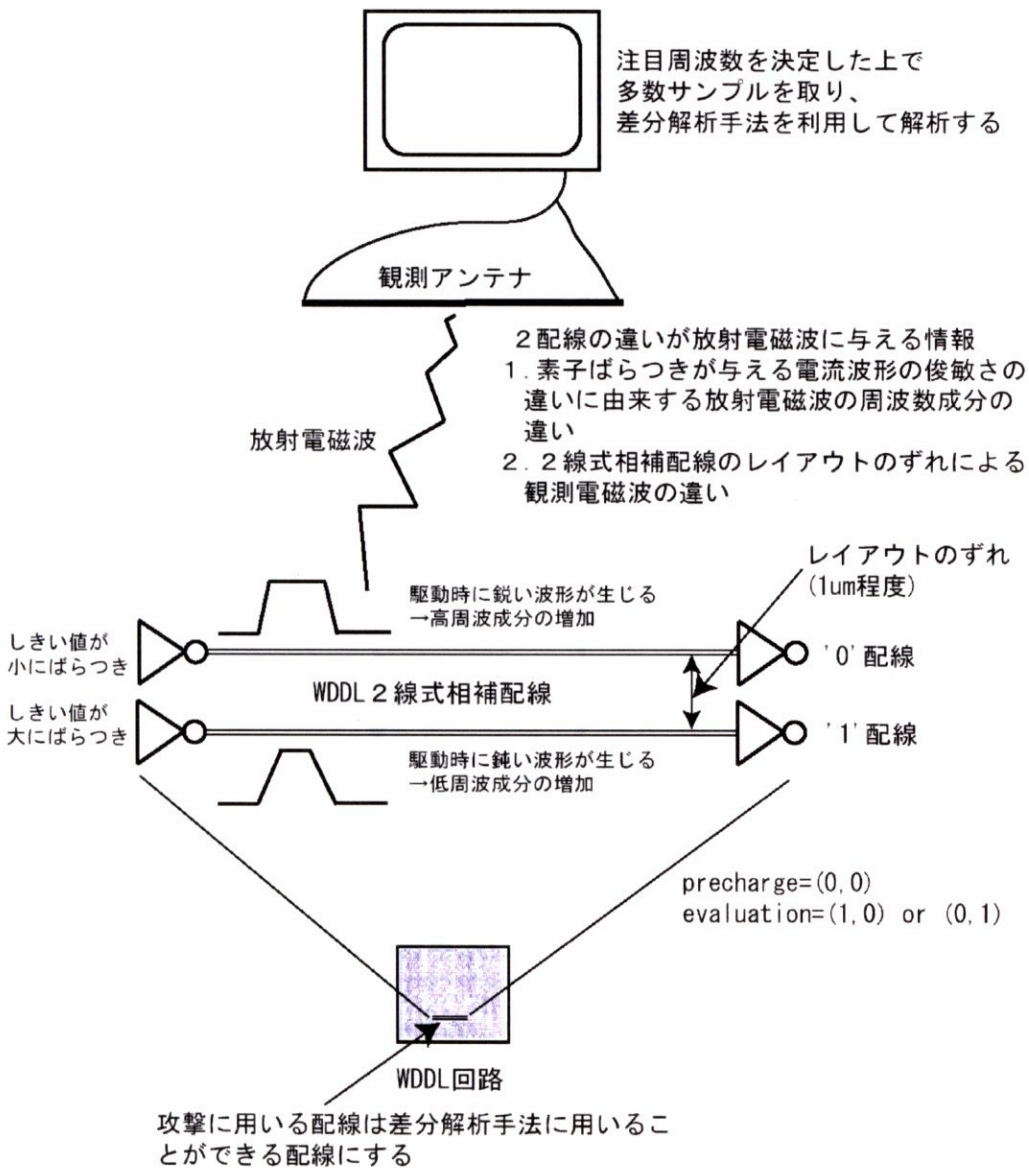 注目周波数を決定した上で
多数サンプルを取り、
差分解析手法を利用して解析する
観測アンテナ
2配線の違いが放射電磁波に与える情報
1. 素子ばらつきが与える電流波形の俊敏さの
違いに由来する放射電磁波の周波数成分の
違い
2. 2線式相補配線のレイアウトのずれによる
観測電磁波の違い
放射電磁波
レイアウトのずれ
(1um程度)
駆動時に鋭い波形が生じる
→高周波成分の増加
しきい値が
小にばらつき
'0'配線
WDDL2線式相補配線
しきい値が
大にばらつき
'1'配線
駆動時に鈍い波形が生じる
→低周波成分の増加
precharge=(0,0)
evaluation=(1,0) or (0,1)
WDDL回路
攻撃に用いる配線は差分解析手法に用いるこ
とができる配線にする